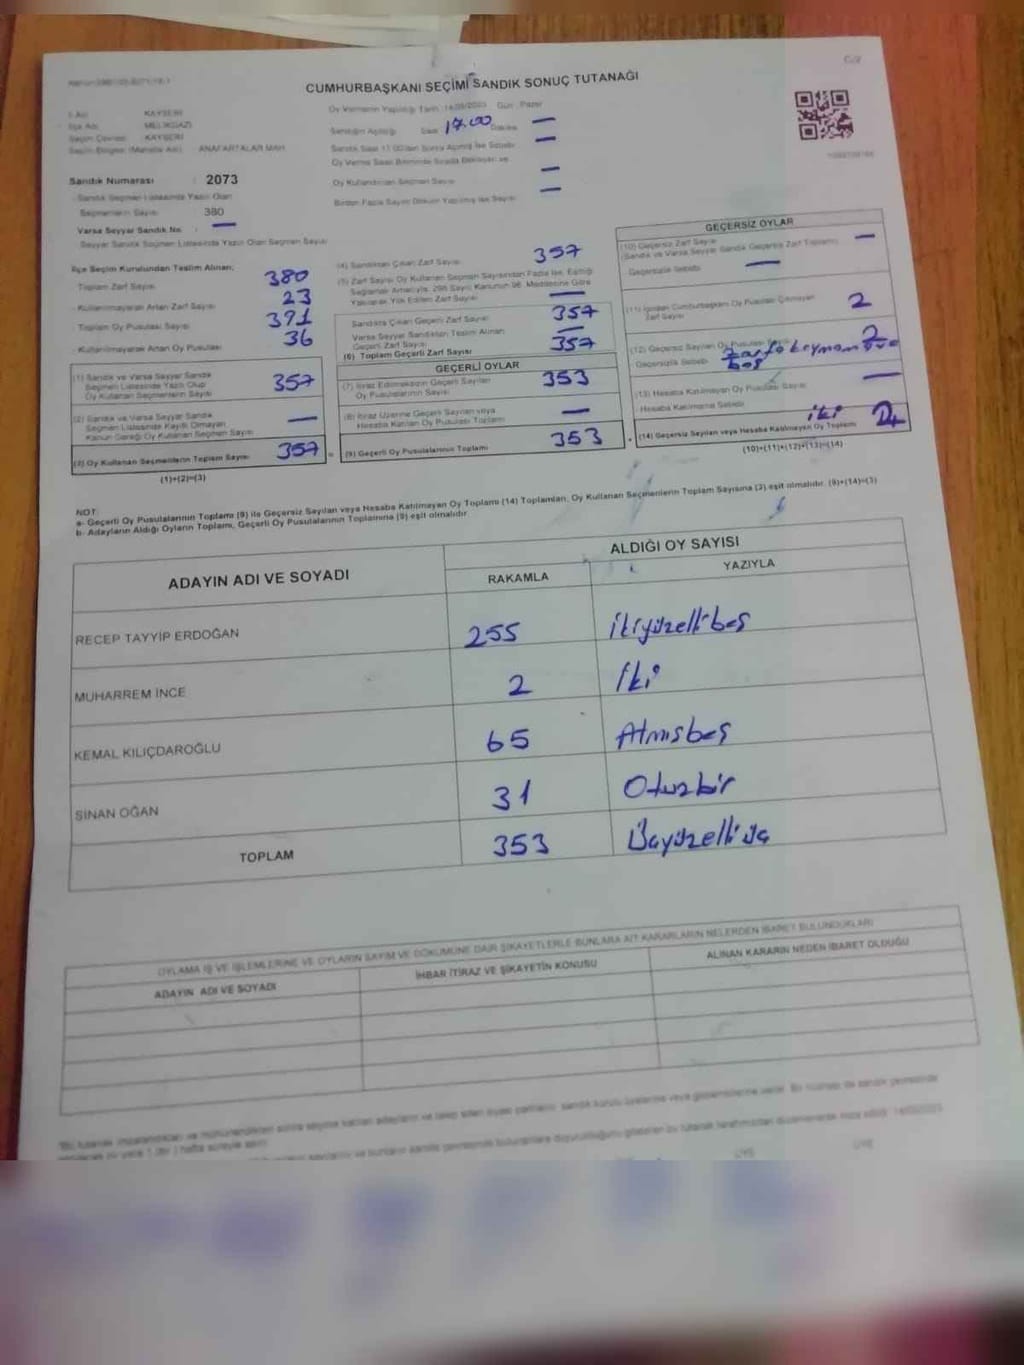 C/2
CUMHURBAŞKANI SEÇİMİ SANDIK SONUÇ TUTANAĞI
İl Adı : KAYSERİ
İlçe Adı : MELİKGAZİ
Seçim Çevresi : KAYSERİ
Seçim Bölgesi (Mahalle Adı) : ANAFARTALAR MAH.
Sandık Numarası : 2073
Sandık Seçmen Listesinde Yazılı Olan
Seçmenlerin Sayısı : 380
Varsa Seyyar Sandık No : —
Seyyar Sandık Seçmen Listesinde Yazılı Olan Seçmen Sayısı
Oy Vermenin Yapıldığı Tarih : 14/05/2023 Gün : Pazar
Sandığın Açıldığı Saat 17.00 Dakika —
Sandık Saat 17.00'den Sonra Açılmış İse Sebebi —
Oy Verme Saati Bitiminde Sırada Bekleyen ve
Oy Kullandırılan Seçmen Sayısı —
Birden Fazla Sayım Döküm Yapılmış İse Sayısı —
İlçe Seçim Kurulundan Teslim Alınan;
Toplam Zarf Sayısı 380
- Kullanılmayarak Artan Zarf Sayısı 23
- Toplam Oy Pusulası Sayısı 391
- Kullanılmayarak Artan Oy Pusulası 36
(1) Sandık ve Varsa Seyyar Sandık
Seçmen Listesinde Yazılı Olup
Oy Kullanan Seçmenlerin Sayısı 357
(2) Sandık ve Varsa Seyyar Sandık
Seçmen Listesinde Kayıtlı Olmayan
Kanun Gereği Oy Kullanan Seçmen Sayısı —
(3) Oy Kullanan Seçmenlerin Toplam Sayısı 357
(1)+(2)=(3)
(4) Sandıktan Çıkan Zarf Sayısı 357
(5) Zarf Sayısı Oy Kullanan Seçmen Sayısından Fazla İse, Eşitliği
Sağlamak Amacıyla, 298 Sayılı Kanunun 98. Maddesine Göre
Yakılarak Yok Edilen Zarf Sayısı —
Sandıkta Çıkan Geçerli Zarf Sayısı 357
Varsa Seyyar Sandıktan Teslim Alınan
Geçerli Zarf Sayısı —
(6) Toplam Geçerli Zarf Sayısı 357
GEÇERLİ OYLAR
(7) İtiraz Edilmeksizin Geçerli Sayılan
Oy Pusulalarının Sayısı 353
(8) İtiraz Üzerine Geçerli Sayılan veya
Hesaba Katılan Oy Pusulası Toplamı —
(9) Geçerli Oy Pusulalarının Toplamı 353
GEÇERSİZ OYLAR
(10) Geçersiz Zarf Sayısı
(Sandık ve Varsa Seyyar Sandık Geçersiz Zarf Toplamı) —
Geçersizlik Sebebi —
(11) İçinden Cumhurbaşkanı Oy Pusulası Çıkmayan
Zarf Sayısı 2
(12) Geçersiz Sayılan Oy Pusulası Sayısı 2
Geçersizlik Sebebi boş
(13) Hesaba Katılmayan Oy Pusulası Sayısı —
Hesaba Katılmama Sebebi
(14) Geçersiz Sayılan veya Hesaba Katılmayan Oy Toplamı
(10)+(11)+(12)+(13)=(14)
NOT:
a- Geçerli Oy Pusulalarının Toplamı (9) ile Geçersiz Sayılan veya Hesaba Katılmayan Oy Toplamı (14) Toplamları, Oy Kullanan Seçmenlerin Toplam Sayısına (3) eşit olmalıdır. (9)+(14)=(3)
b- Adayların Aldığı Oyların Toplamı, Geçerli Oy Pusulalarının Toplamına (9) eşit olmalıdır.
ADAYIN ADI VE SOYADI
ALDIĞI OY SAYISI
RAKAMLA YAZIYLA
RECEP TAYYİP ERDOĞAN 255 ikiyüzellibeş
MUHARREM İNCE 2 İki
KEMAL KILIÇDAROĞLU 65 Atmışbeş
SİNAN OĞAN 31 Otuzbir
TOPLAM 353 Üçyüzelliüç
OYLAMA İŞ VE İŞLEMLERİNE VE OYLARIN SAYIM VE DÖKÜMÜNE DAİR ŞİKAYETLERLE BUNLARA AİT KARARLARIN NELERDEN İBARET BULUNDUKLARI
ADAYIN ADI VE SOYADI
İHBAR İTİRAZ VE ŞİKAYETİN KONUSU
ALINAN KARARIN NEDEN İBARET OLDUĞU
ÜYE ÜYE